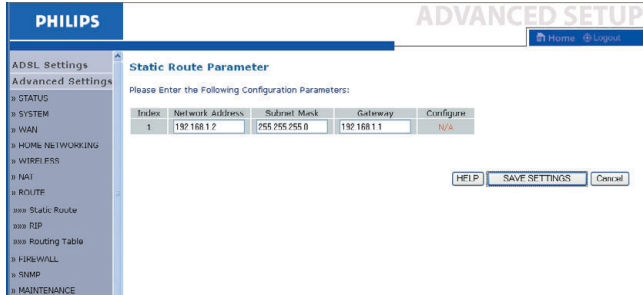 PHILIPS
ADVANCED SETUP
Home Logout
ADSL Settings
Advanced Settings
» STATUS
» SYSTEM
» WAN
» HOME NETWORKING
» WIRELESS
» NAT
» ROUTE
»»» Static Route
»»» RIP
»»» Routing Table
» FIREWALL
» SNMP
» MAINTENANCE
Static Route Parameter
Please Enter the Following Configuration Parameters:
Index Network Address Subnet Mask Gateway Configure
1 192.168.1.2 255.255.255.0 192.168.1.1 N/A
HELP SAVE SETTINGS Cancel